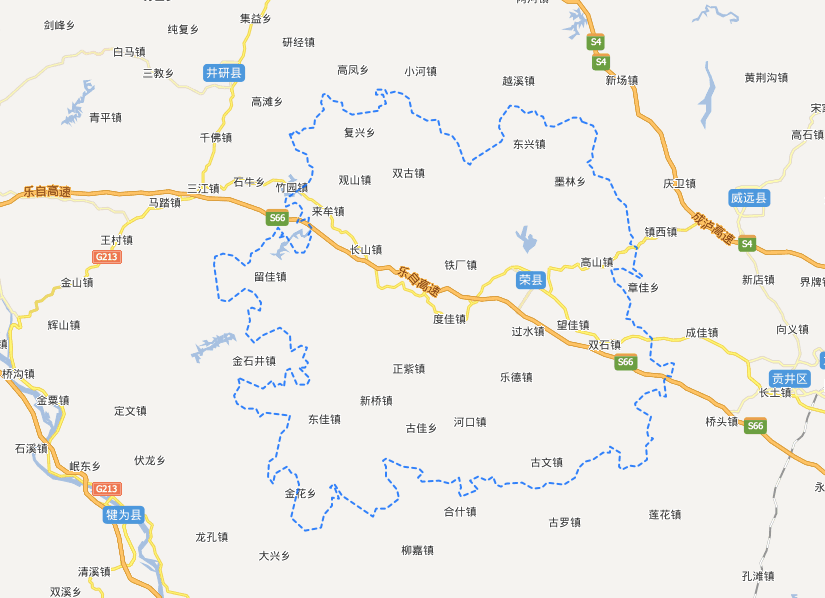 集益乡
剑峰乡
纯复乡
研经镇
S4
白马镇
S4
三教乡
井研县
高凤乡
小河镇
越溪镇
新场镇
黄荆沟镇
高滩乡
青平镇
千佛镇
复兴乡
东兴镇
高石镇
双古镇
石牛乡
观山镇
墨林乡
庆卫镇
乐自高速
三江镇
竹园镇
威远县
马踏镇
来牟镇
S66
镇西镇
成泸高速
王村镇
S4
G213
长山镇
铁厂镇
高山镇
乐自高速
留佳镇
荣县
新店镇
界牌镇
金山镇
章佳乡
度佳镇
辉山镇
过水镇
望佳镇
向义镇
双石镇
成佳镇
镇
金石井镇
S66
正紫镇
桥沟镇
乐德镇
贡井区
长土镇
金粟镇
新桥镇
定文镇
东佳镇
古佳乡
河口镇
桥头镇
S66
石溪镇
伏龙乡
岷东乡
古文镇
永
G213
金花乡
犍为县
合什镇
古罗镇
莲花镇
龙孔镇
大兴乡
柳嘉镇
清溪镇
孔滩镇
双溪乡